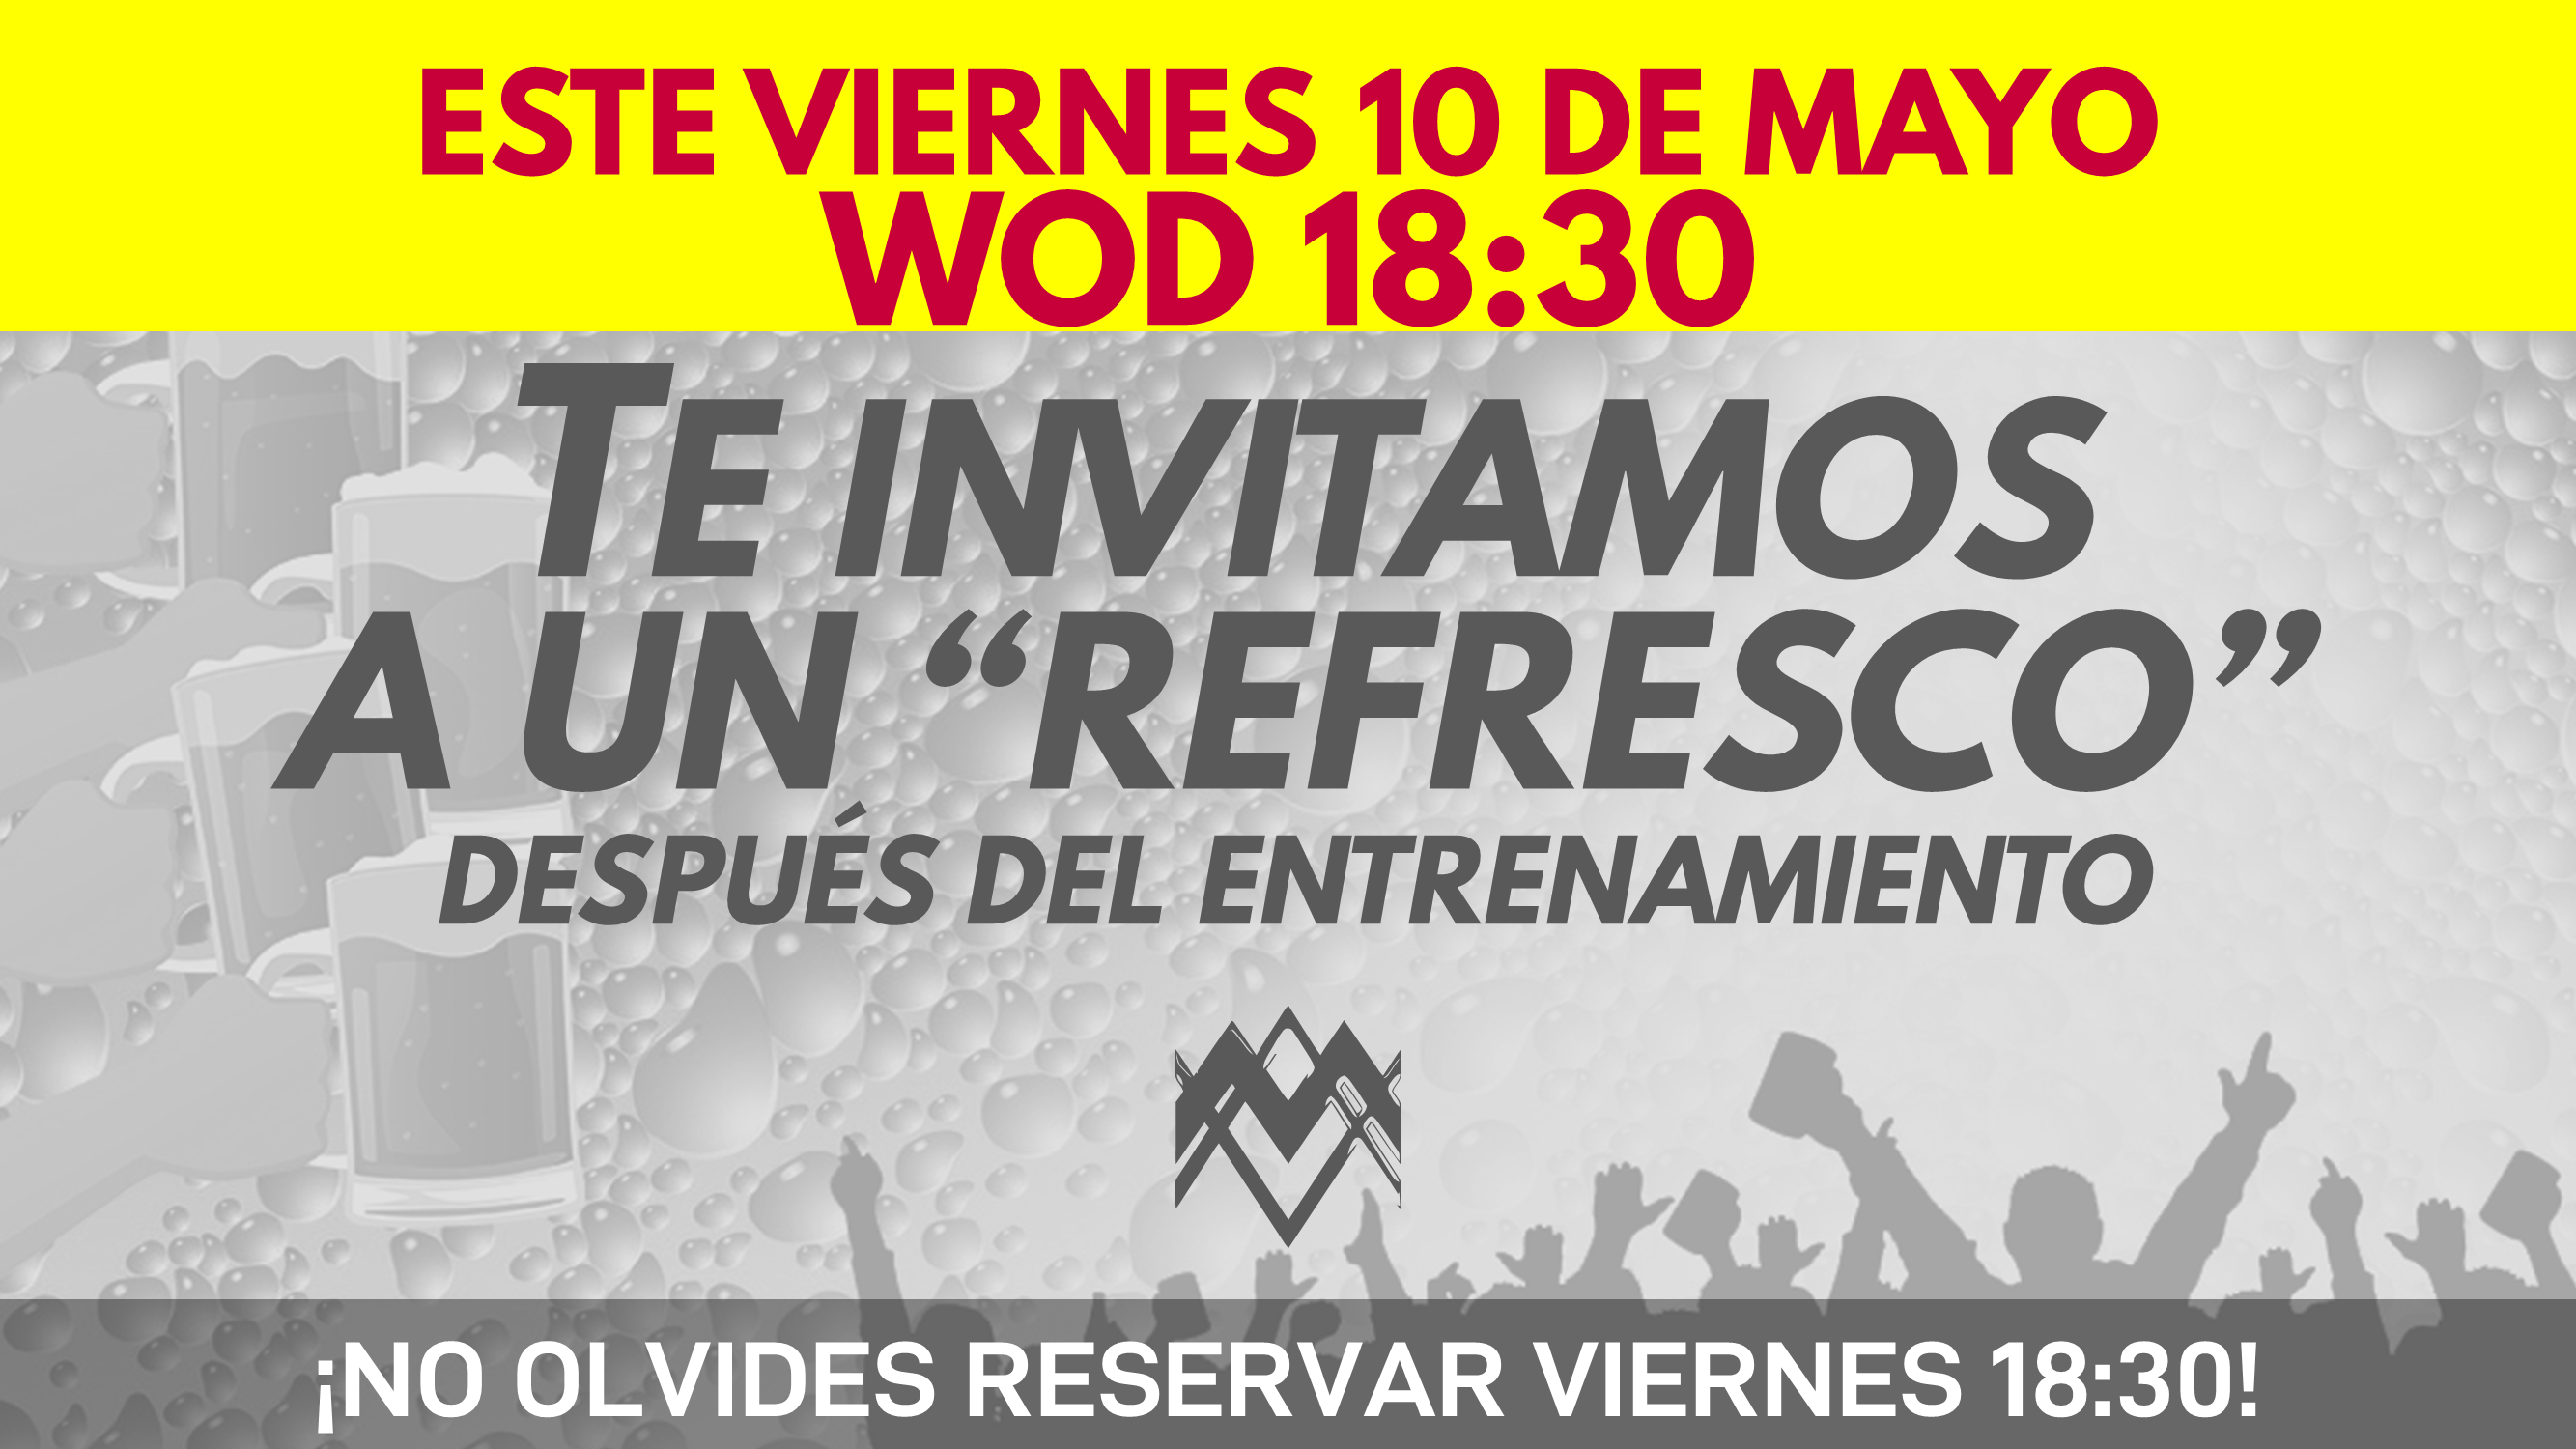 ESTE VIERNES 10 DE MAYO
WOD 18:30
TE INVITAMOS
A UN “REFRESCO”
DESPUÉS DEL ENTRENAMIENTO
¡NO OLVIDES RESERVAR VIERNES 18:30!